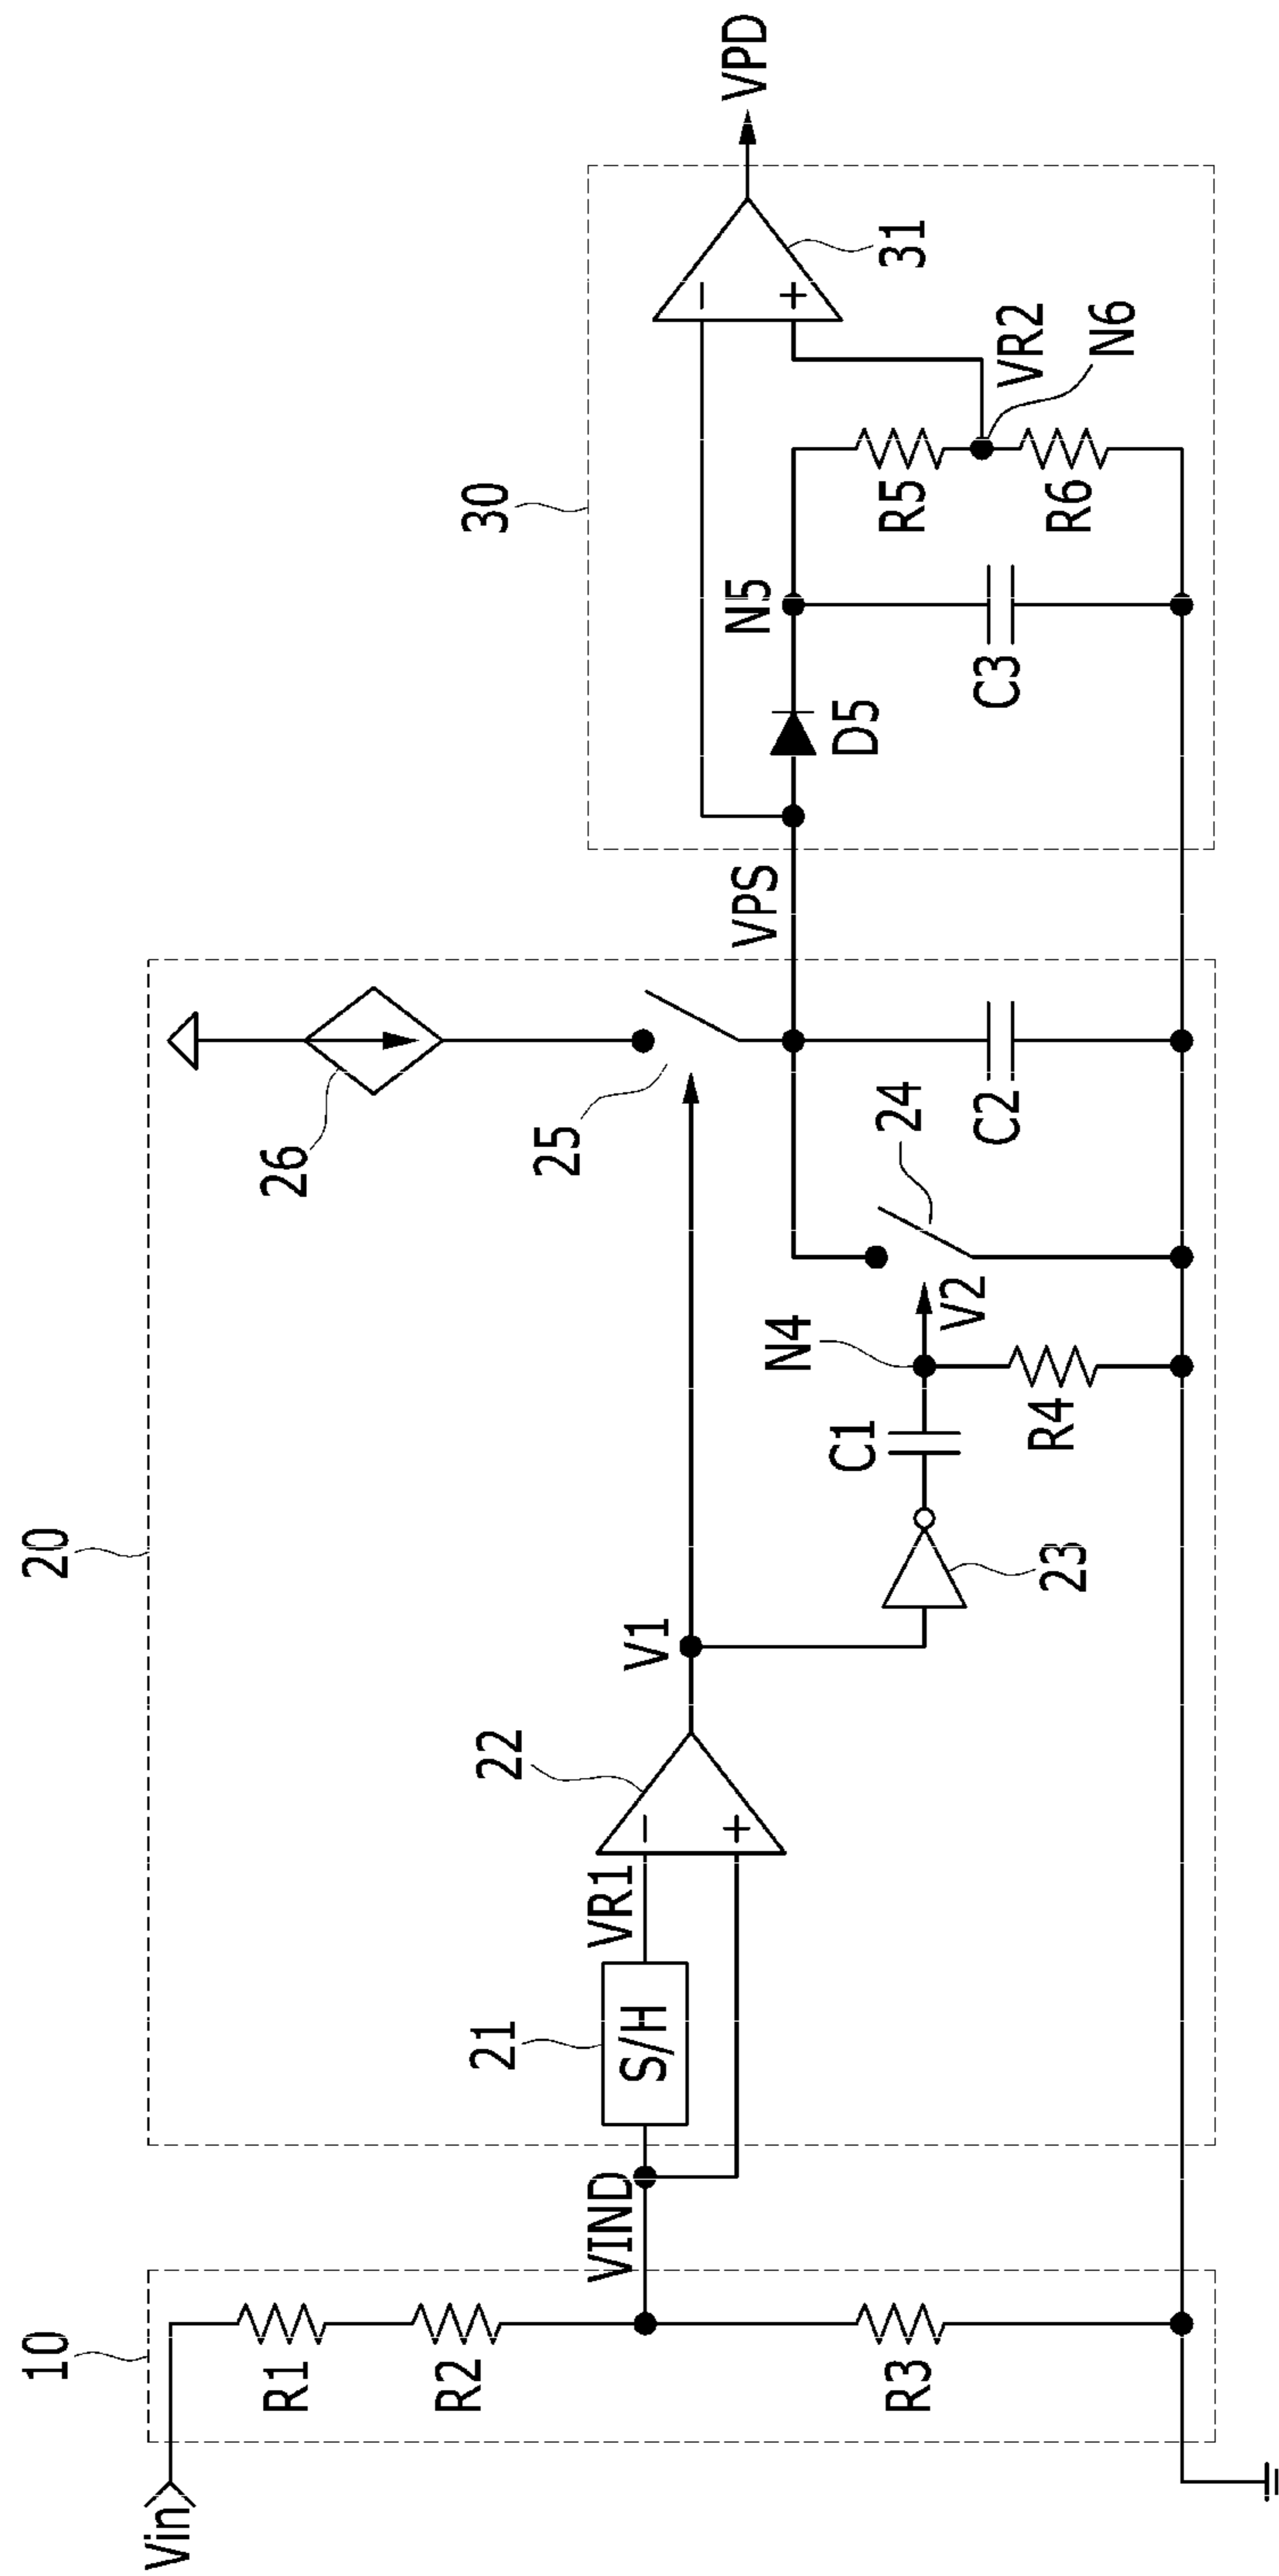 10
20
30
Vin
R1
R2
R3
VIND
21
S/H
VR1
22
-
+
V1
23
C1
N4
R4
V2
24
25
26
C2
VPS
D5
N5
C3
R5
R6
VR2
N6
-
+
31
VPD